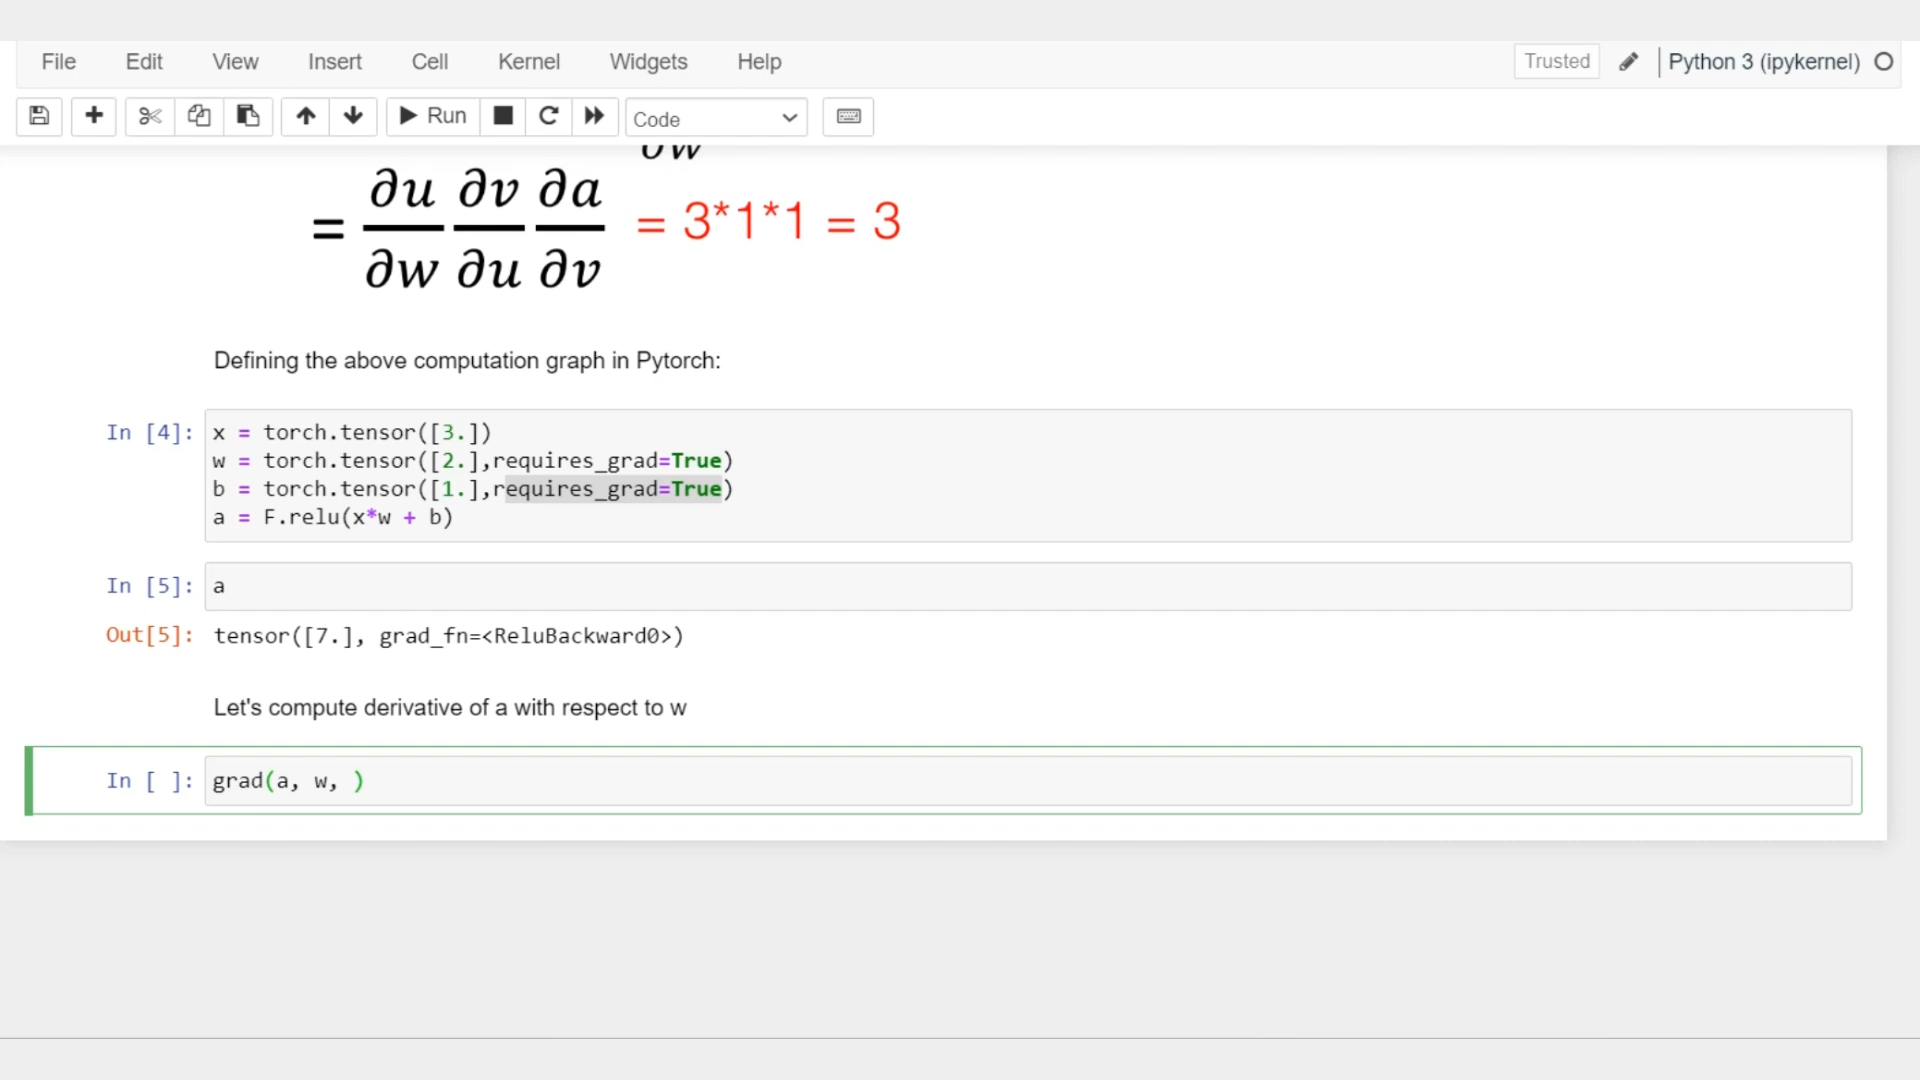 File Edit View Insert Cell Kernel Widgets Help Trusted Python 3 (ipykernel)
Run Code
∂w
= ∂u/∂w ∂v/∂u ∂a/∂v = 3*1*1 = 3
Defining the above computation graph in Pytorch:
In [4]: x = torch.tensor([3.])
w = torch.tensor([2.],requires_grad=True)
b = torch.tensor([1.],requires_grad=True)
a = F.relu(x*w + b)
In [5]: a
Out[5]: tensor([7.], grad_fn=<ReluBackward0>)
Let's compute derivative of a with respect to w
In [ ]: grad(a, w, )